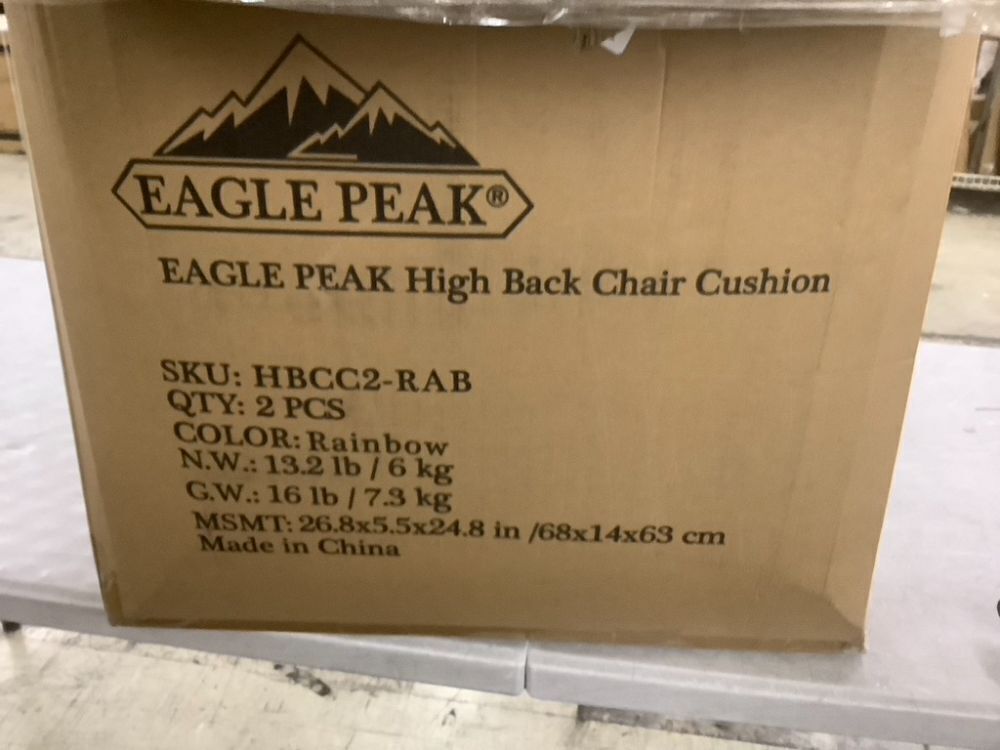 EAGLE PEAK®
EAGLE PEAK High Back Chair Cushion
SKU: HBCC2-RAB
QTY: 2 PCS
COLOR: Rainbow
N.W.: 13.2 lb / 6 kg
G.W.: 16 lb / 7.3 kg
MSMT: 26.8x5.5x24.8 in /68x14x63 cm
Made in China